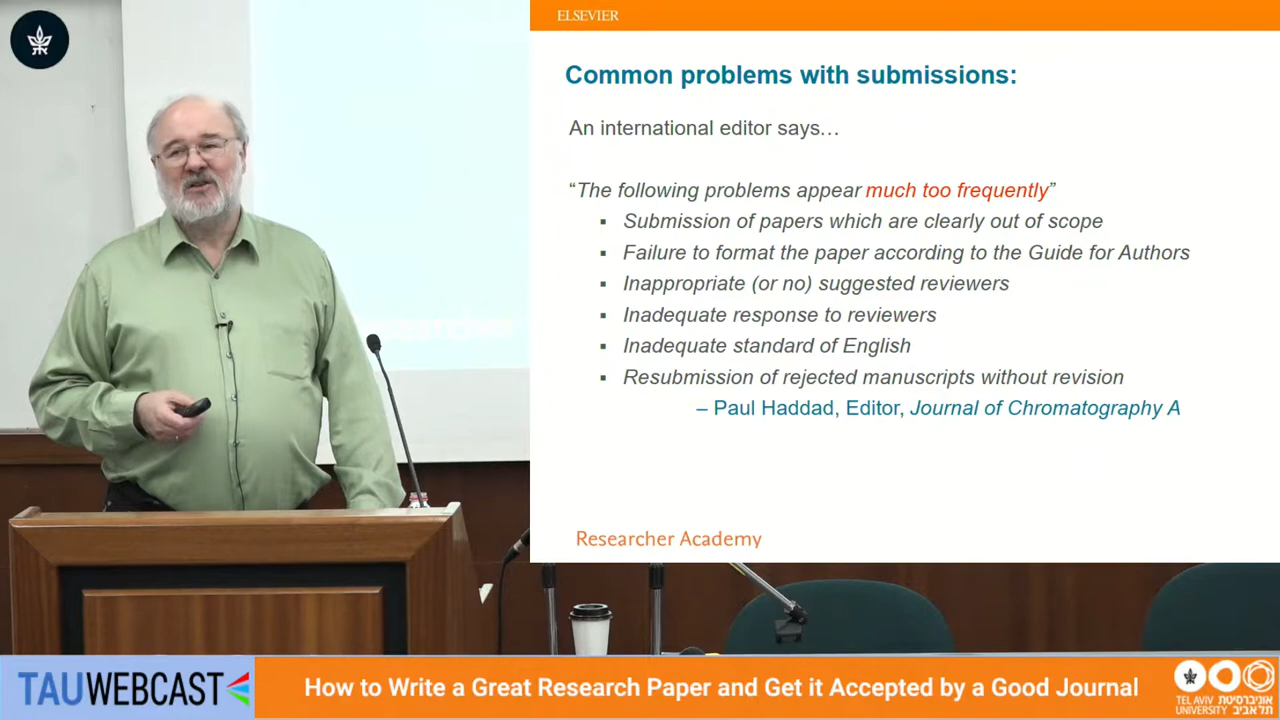 ELSEVIER
Common problems with submissions:
An international editor says…
“The following problems appear much too frequently”
▪ Submission of papers which are clearly out of scope
▪ Failure to format the paper according to the Guide for Authors
▪ Inappropriate (or no) suggested reviewers
▪ Inadequate response to reviewers
▪ Inadequate standard of English
▪ Resubmission of rejected manuscripts without revision
– Paul Haddad, Editor, Journal of Chromatography A
Researcher Academy
TAUWEBCAST
How to Write a Great Research Paper and Get it Accepted by a Good Journal
TEL AVIV אוניברסיטת
UNIVERSITY תל אביב